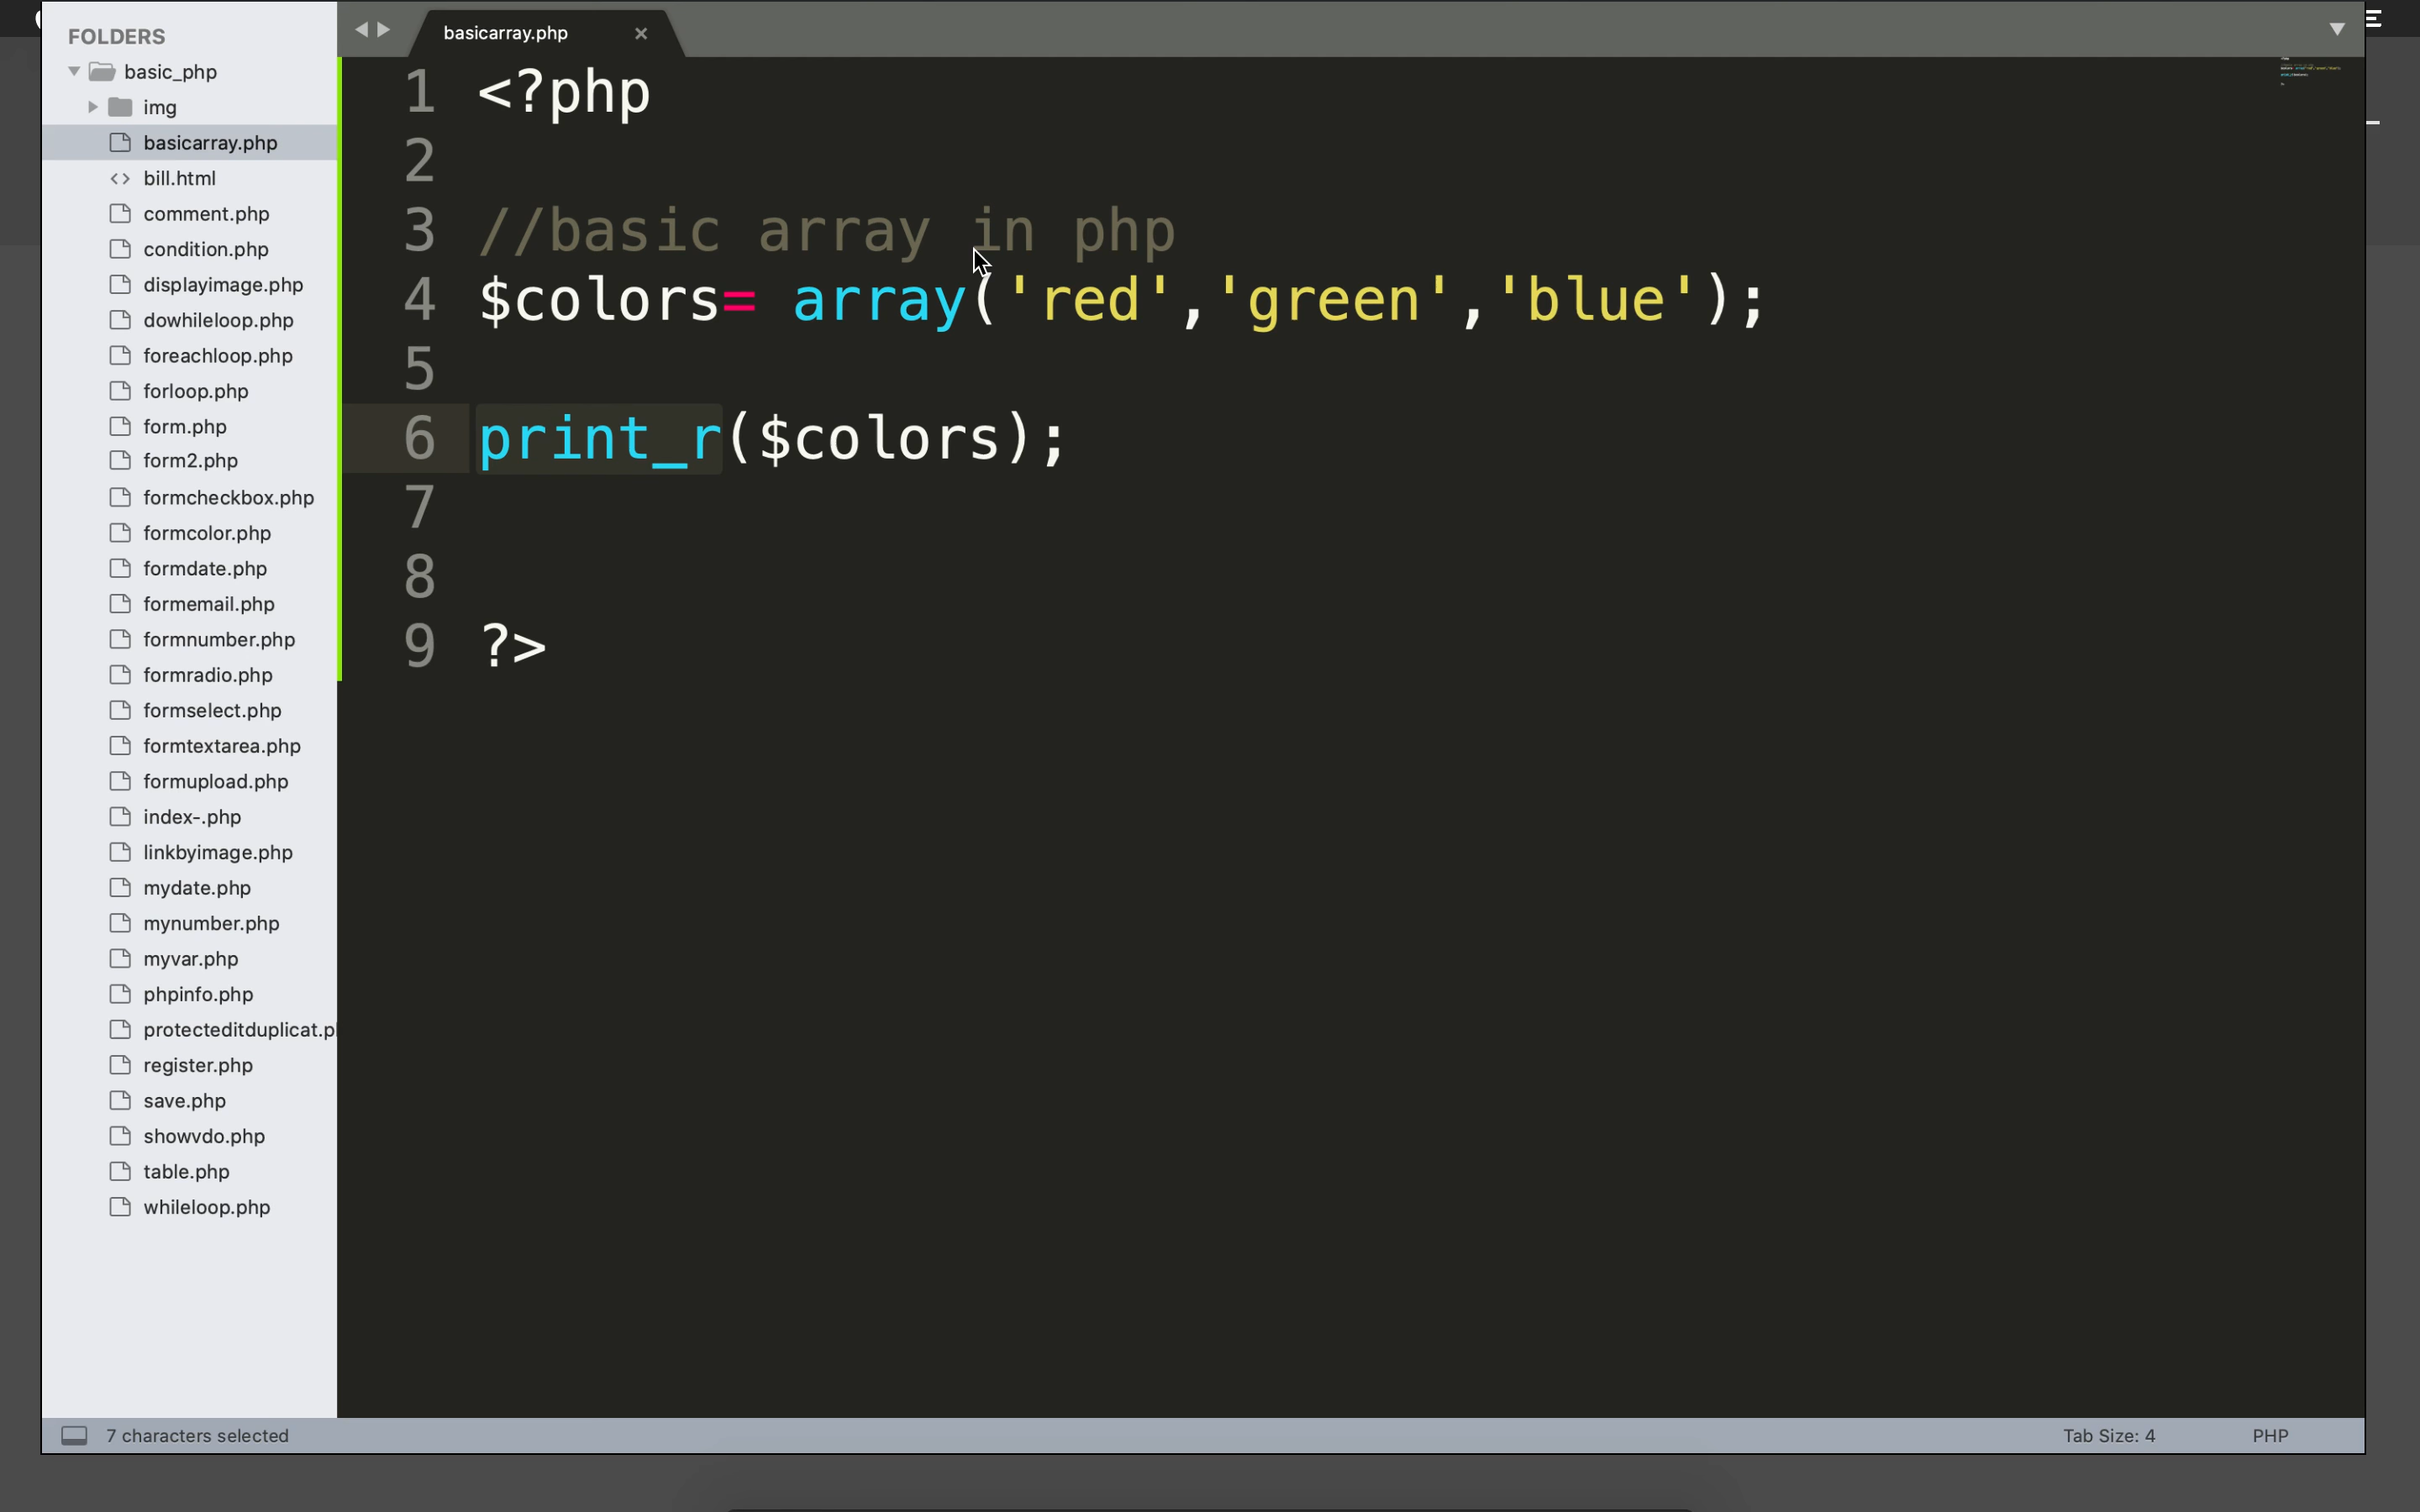 FOLDERS
basic_php
img
basicarray.php
bill.html
comment.php
condition.php
displayimage.php
dowhileloop.php
foreachloop.php
forloop.php
form.php
form2.php
formcheckbox.php
formcolor.php
formdate.php
formemail.php
formnumber.php
formradio.php
formselect.php
formtextarea.php
formupload.php
index-.php
linkbyimage.php
mydate.php
mynumber.php
myvar.php
phpinfo.php
protecteditduplicat.p
register.php
save.php
showvdo.php
table.php
whileloop.php
basicarray.php
1 <?php
2
3 //basic array in php
4 $colors= array('red','green','blue');
5
6 print_r($colors);
7
8
9 ?>
7 characters selected
Tab Size: 4
PHP